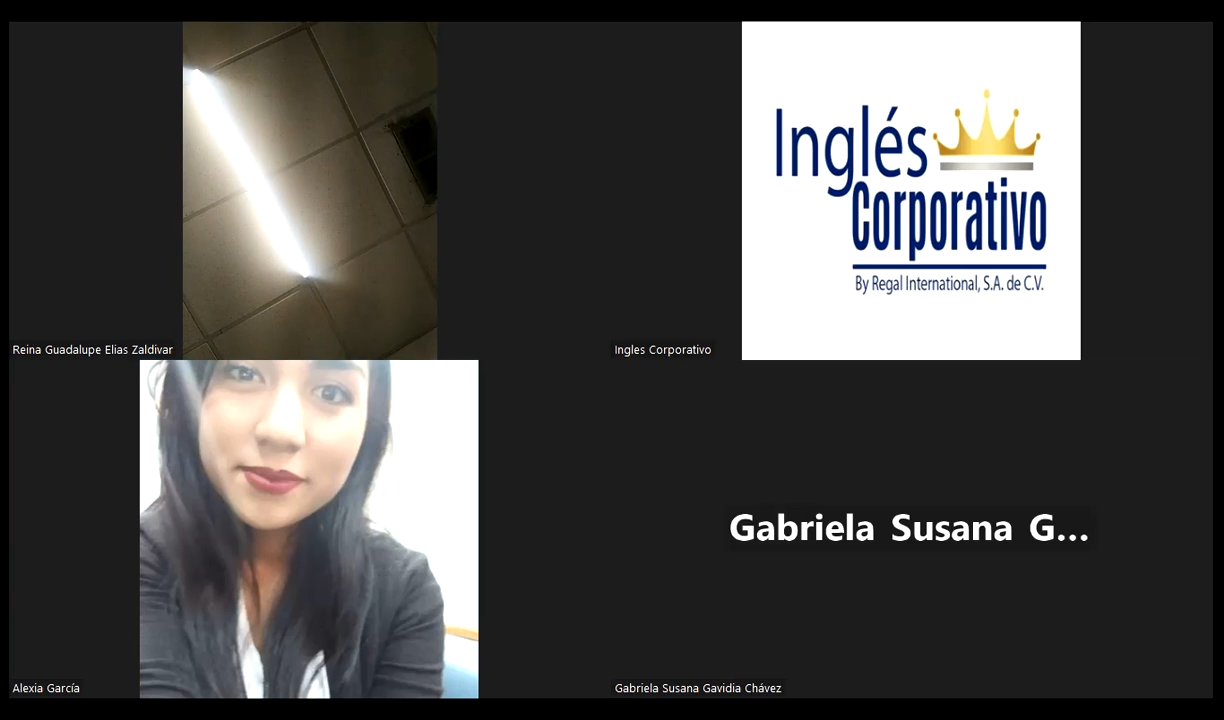 Inglés
Corporativo
By Regal International, S.A. de C.V.
Reina Guadalupe Elias Zaldivar
Ingles Corporativo
Gabriela Susana G...
Alexia García
Gabriela Susana Gavidia Chávez